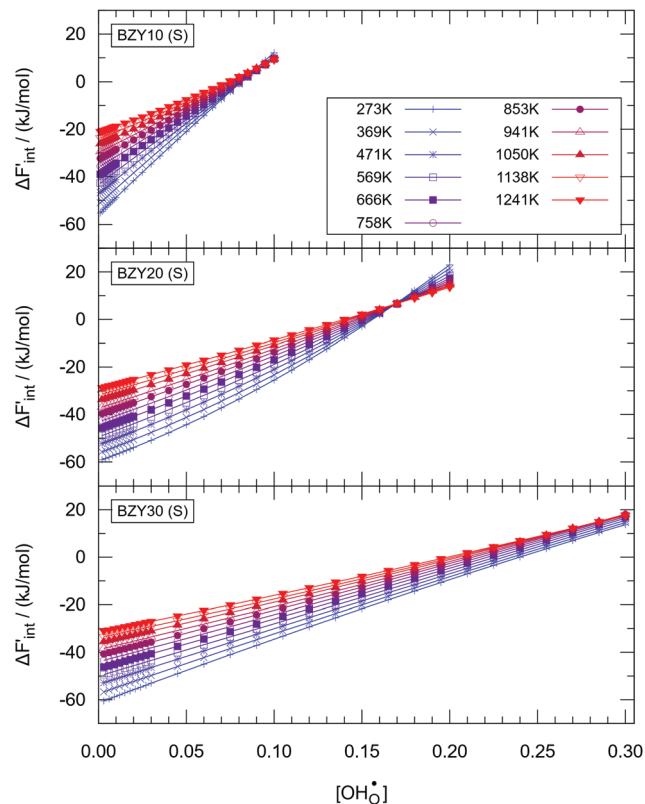 20
0
-20
-40
-60
ΔF'int / (kJ/mol)
BZY10 (S)
273K
369K
471K
569K
666K
758K
853K
941K
1050K
1138K
1241K
20
0
-20
-40
-60
ΔF'int / (kJ/mol)
BZY20 (S)
20
0
-20
-40
-60
ΔF'int / (kJ/mol)
BZY30 (S)
0.00 0.05 0.10 0.15 0.20 0.25 0.30
[OH•O]